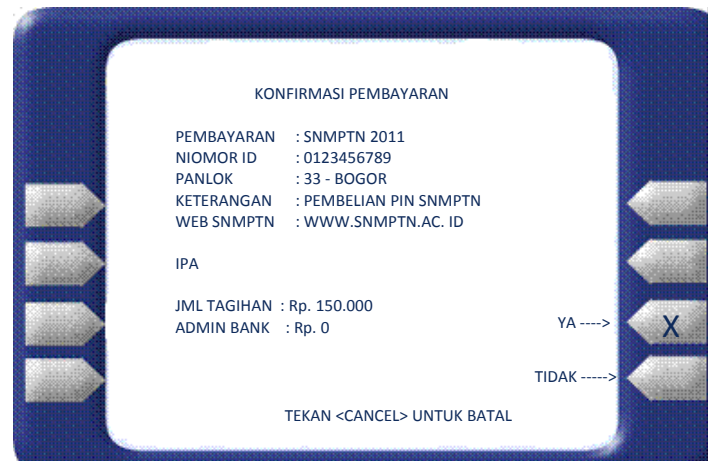 KONFIRMASI PEMBAYARAN
PEMBAYARAN : SNMPTN 2011
NIOMOR ID : 0123456789
PANLOK : 33 - BOGOR
KETERANGAN : PEMBELIAN PIN SNMPTN
WEB SNMPTN : WWW.SNMPTN.AC. ID
IPA
JML TAGIHAN : Rp. 150.000
ADMIN BANK : Rp. 0
YA ----> X
TIDAK ----->
TEKAN <CANCEL> UNTUK BATAL